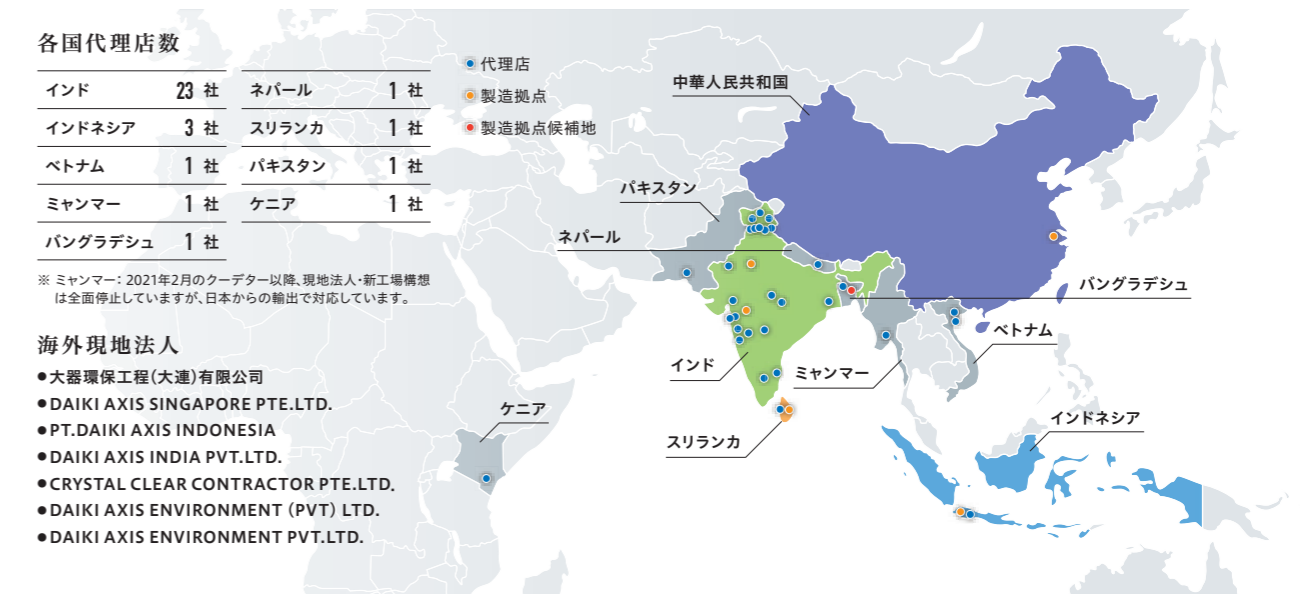 各国代理店数
インド 23 社 ネパール 1 社
インドネシア 3 社 スリランカ 1 社
ベトナム 1 社 パキスタン 1 社
ミャンマー 1 社 ケニア 1 社
バングラデシュ 1 社
※ ミャンマー：2021年2月のクーデター以降、現地法人・新工場構想
は全面停止していますが、日本からの輸出で対応しています。
海外現地法人
●大器環保工程(大連)有限公司
●DAIKI AXIS SINGAPORE PTE.LTD.
●PT.DAIKI AXIS INDONESIA
●DAIKI AXIS INDIA PVT.LTD.
●CRYSTAL CLEAR CONTRACTOR PTE.LTD.
●DAIKI AXIS ENVIRONMENT (PVT) LTD.
●DAIKI AXIS ENVIRONMENT PVT.LTD.
代理店
製造拠点
製造拠点候補地
中華人民共和国
パキスタン
ネパール
バングラデシュ
ベトナム
インド
ミャンマー
ケニア
スリランカ
インドネシア